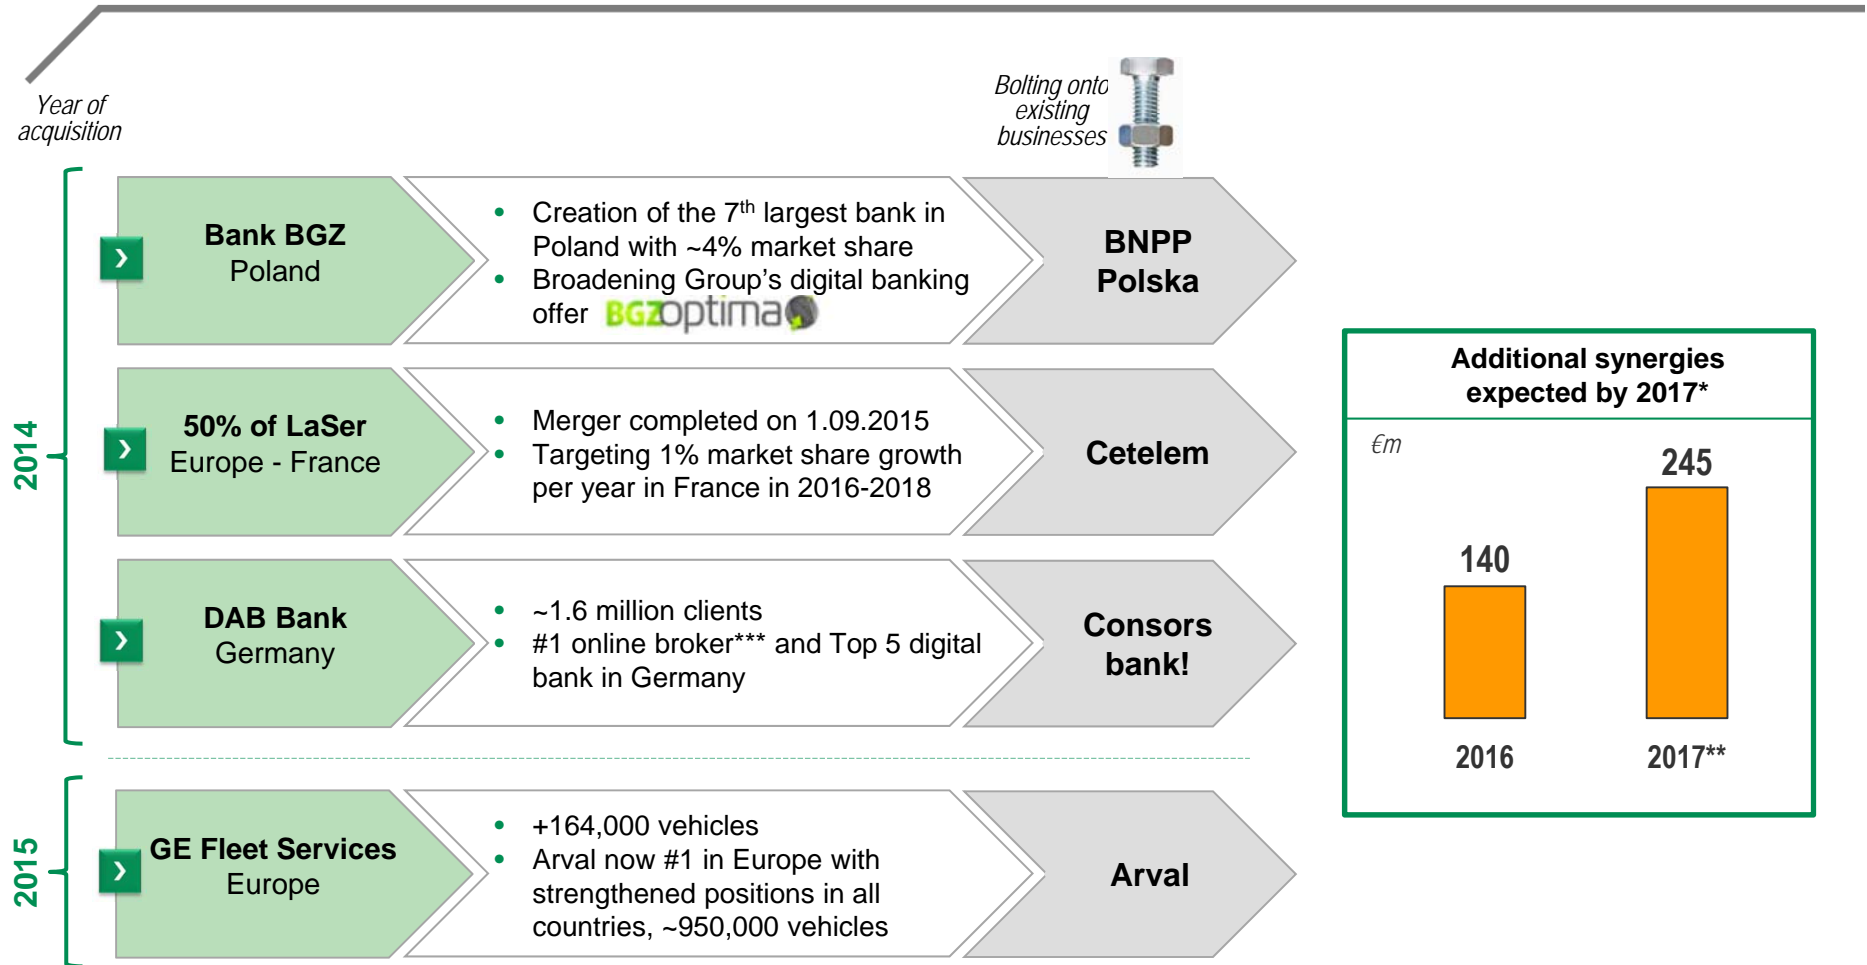 Year of
acquisition
Bolting onto
existing
businesses
2014
Bank BGZ
Poland
• Creation of the 7th largest bank in
Poland with ~4% market share
• Broadening Group's digital banking
offer BGZoptima
BNPP
Polska
50% of LaSer
Europe - France
• Merger completed on 1.09.2015
• Targeting 1% market share growth
per year in France in 2016-2018
Cetelem
DAB Bank
Germany
• ~1.6 million clients
• #1 online broker*** and Top 5 digital
bank in Germany
Consors
bank!
2015
GE Fleet Services
Europe
• +164,000 vehicles
• Arval now #1 in Europe with
strengthened positions in all
countries, ~950,000 vehicles
Arval
Additional synergies
expected by 2017*
€m
140
245
2016
2017**